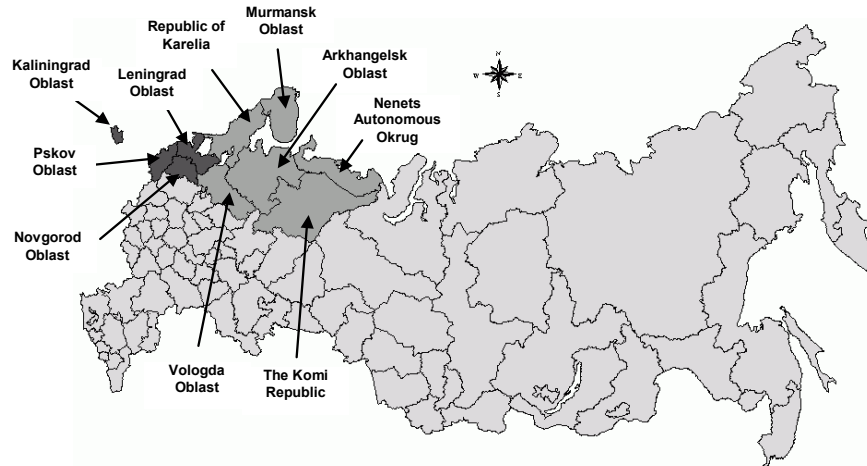 Murmansk
Oblast
Republic of
Karelia
Arkhangelsk
Oblast
Kaliningrad
Oblast
Leningrad
Oblast
Nenets
Autonomous
Okrug
Pskov
Oblast
Novgorod
Oblast
Vologda
Oblast
The Komi
Republic
N
W
E
S